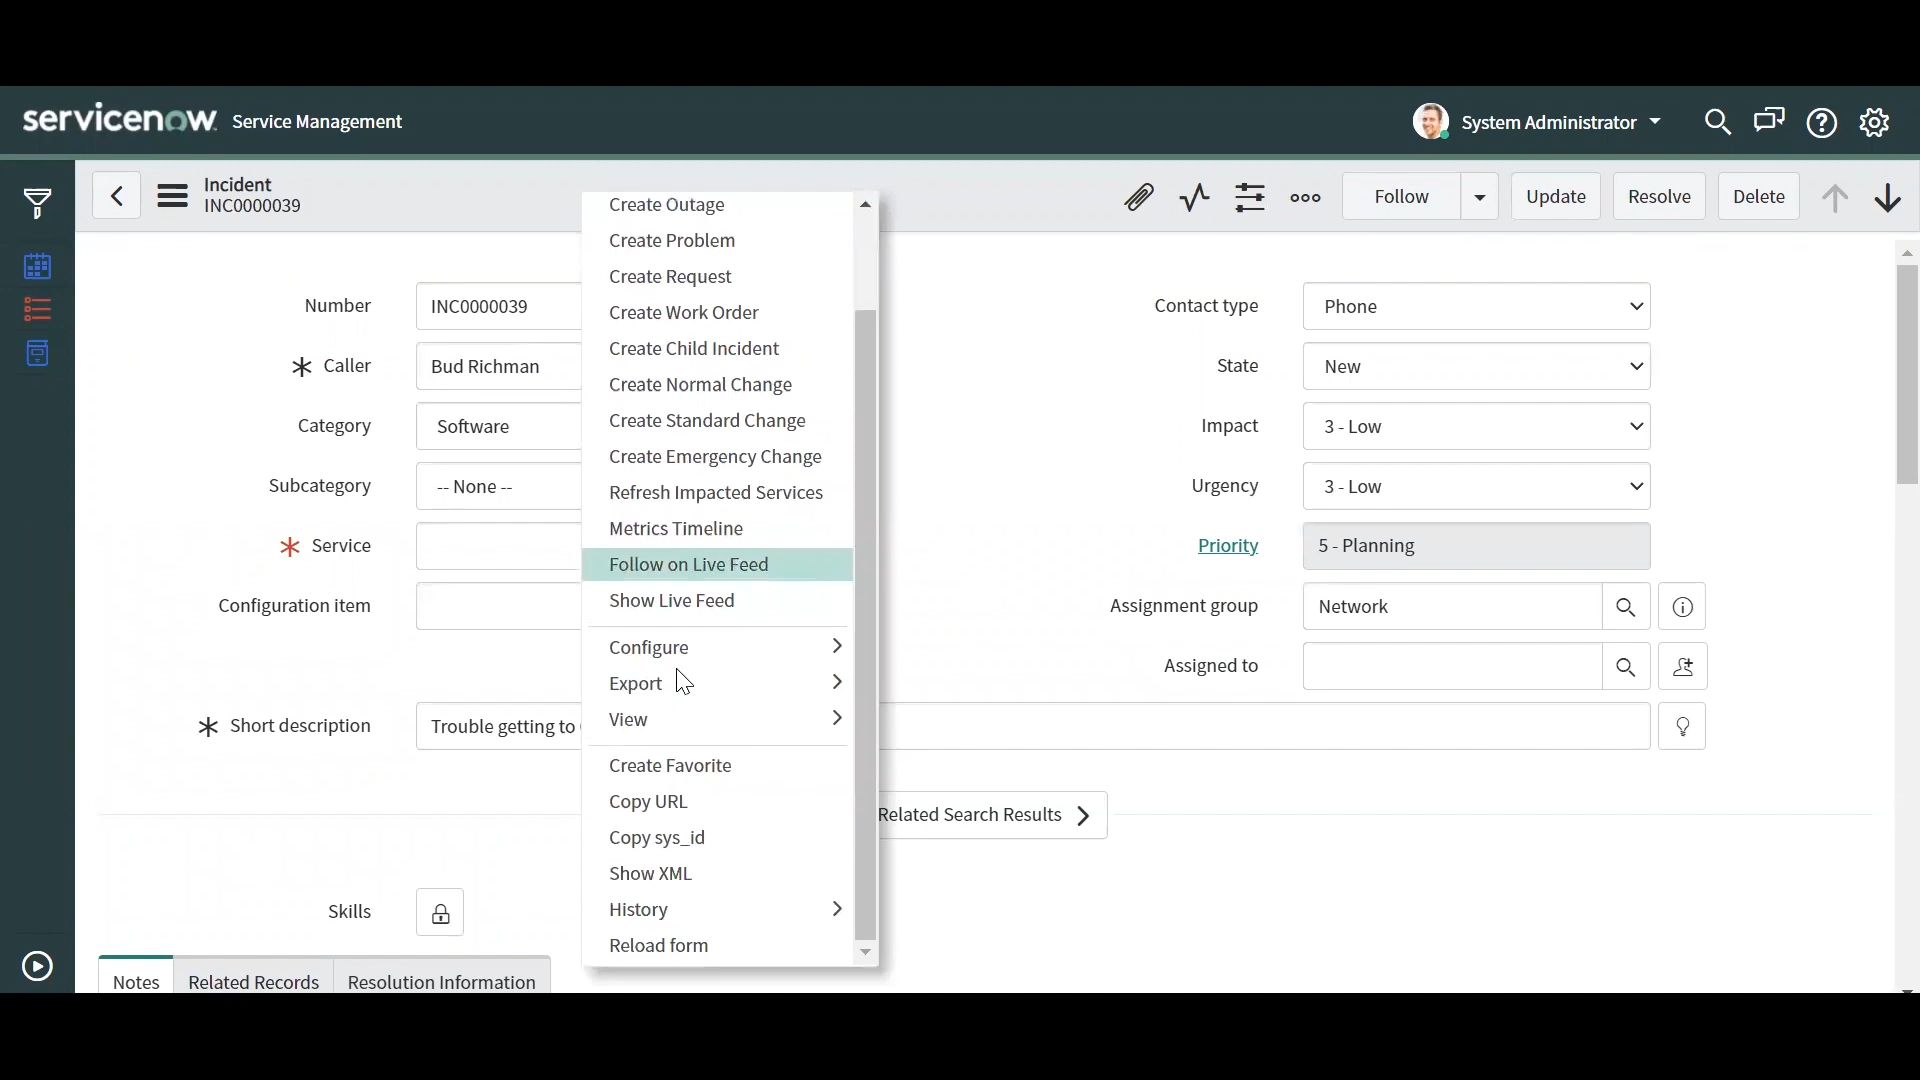 servicenow Service Management
System Administrator
Incident
INC0000039
Follow
Update
Resolve
Delete
Number
INC0000039
Caller
Bud Richman
Category
Software
Subcategory
-- None --
Service
Configuration item
Short description
Trouble getting to
Create Outage
Create Problem
Create Request
Create Work Order
Create Child Incident
Create Normal Change
Create Standard Change
Create Emergency Change
Refresh Impacted Services
Metrics Timeline
Follow on Live Feed
Show Live Feed
Configure
Export
View
Create Favorite
Copy URL
Copy sys_id
Show XML
History
Reload form
Contact type
Phone
State
New
Impact
3 - Low
Urgency
3 - Low
Priority
5 - Planning
Assignment group
Network
Assigned to
Related Search Results
Skills
Notes
Related Records
Resolution Information